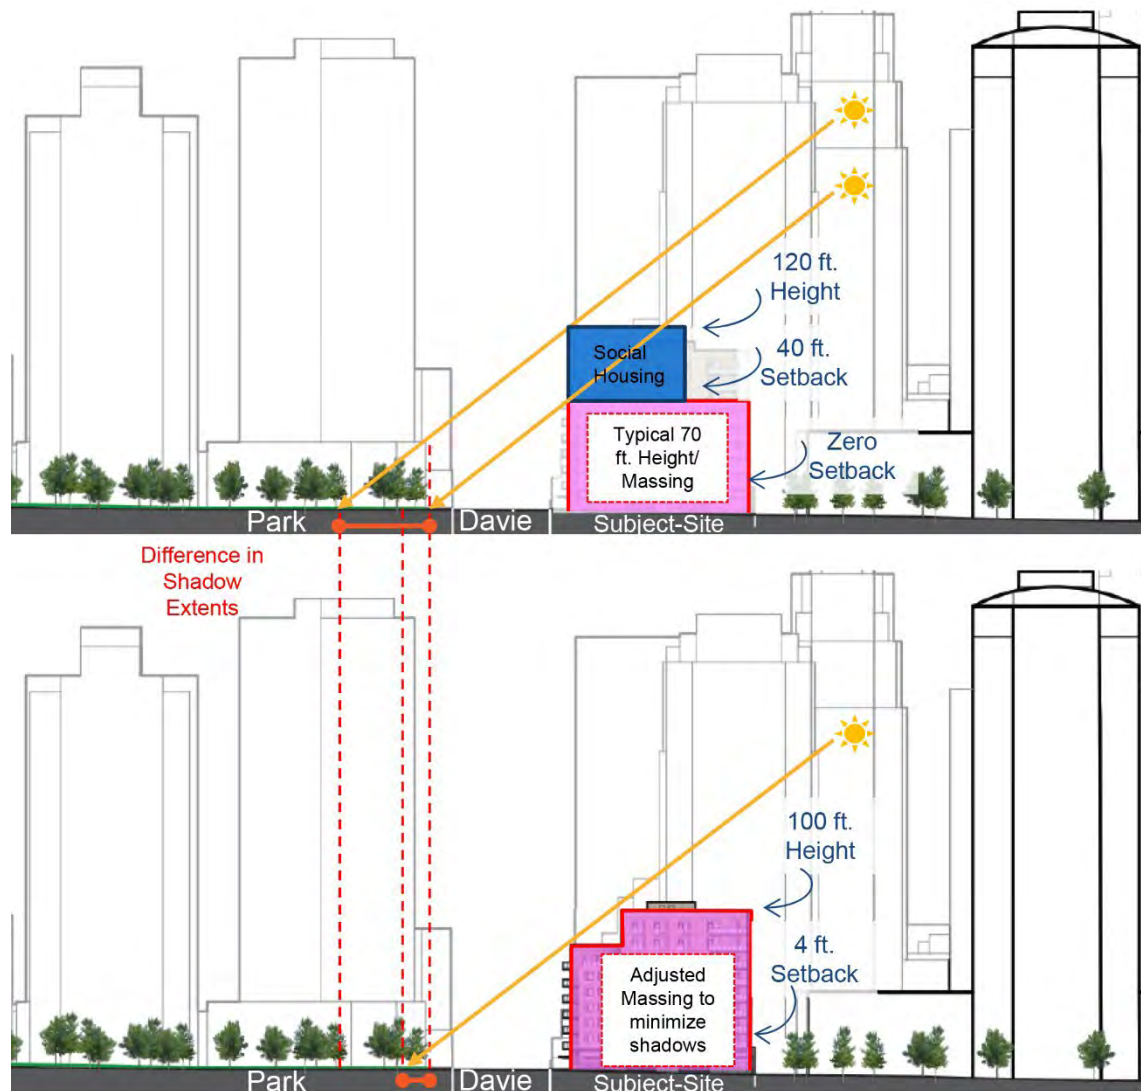 120 ft.
Height
Social
Housing
40 ft.
Setback
Typical 70
ft. Height/
Massing
Zero
Setback
Park
Davie
Subject-Site
Difference in
Shadow
Extents
100 ft.
Height
4 ft.
Setback
Adjusted
Massing to
minimize
shadows
Park
Davie
Subject-Site